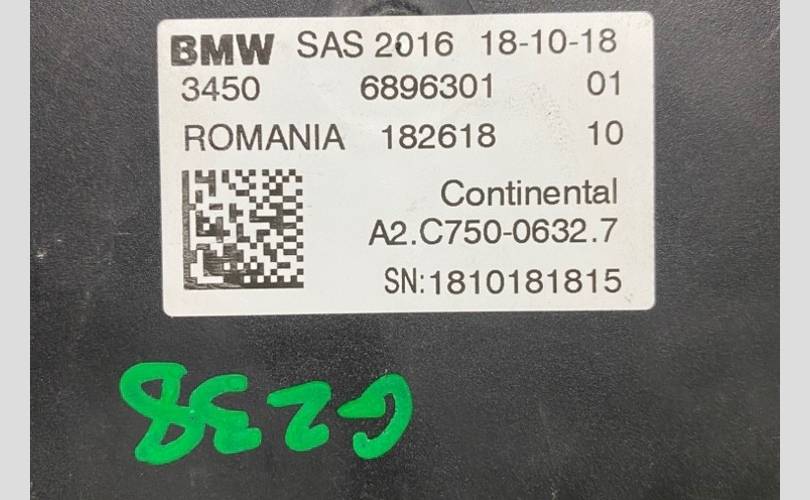 BMW SAS 2016 18-10-18
3450 6896301 01
ROMANIA 182618 10
Continental
A2.C750-0632.7
SN:1810181815
G238